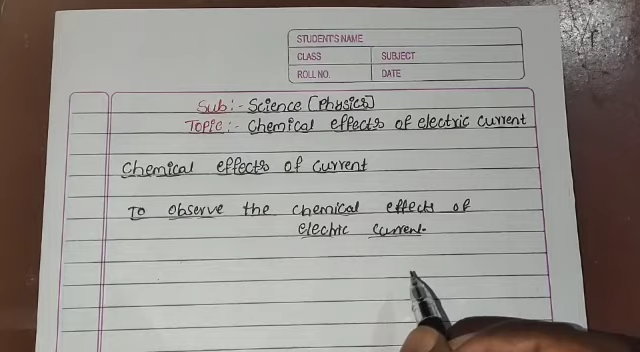 STUDENT'S NAME
CLASS SUBJECT
ROLL NO. DATE
Sub:- Science [Physics]
Topic:- Chemical effects of electric current
Chemical effects of current
To observe the chemical effects of
electric current.